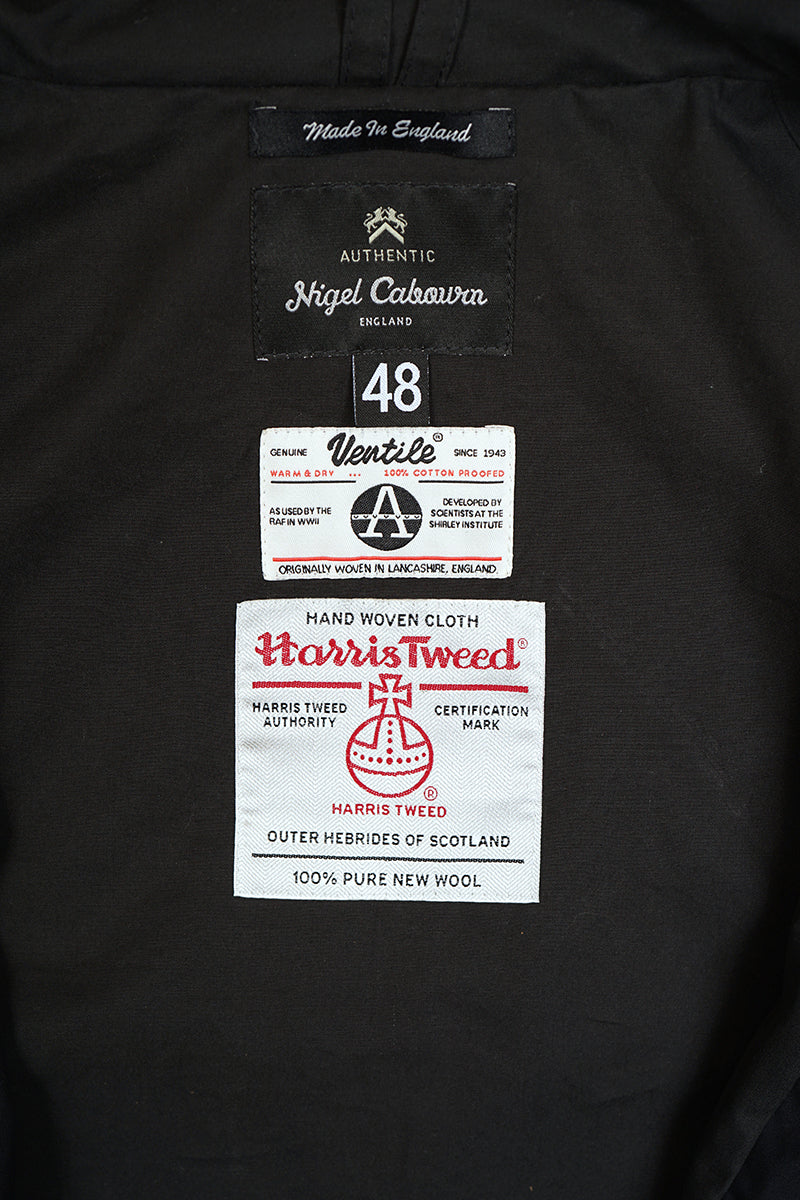 Made In England
AUTHENTIC
Nigel Cabourn
ENGLAND
48
GENUINE Ventile® SINCE 1943
WARM & DRY ... 100% COTTON PROOFED
AS USED BY THE
RAF IN WWII
A
DEVELOPED BY
SCIENTISTS AT THE
SHIRLEY INSTITUTE
ORIGINALLY WOVEN IN LANCASHIRE, ENGLAND.
HAND WOVEN CLOTH
Harris Tweed®
HARRIS TWEED
AUTHORITY
CERTIFICATION
MARK
®
HARRIS TWEED
OUTER HEBRIDES OF SCOTLAND
100% PURE NEW WOOL